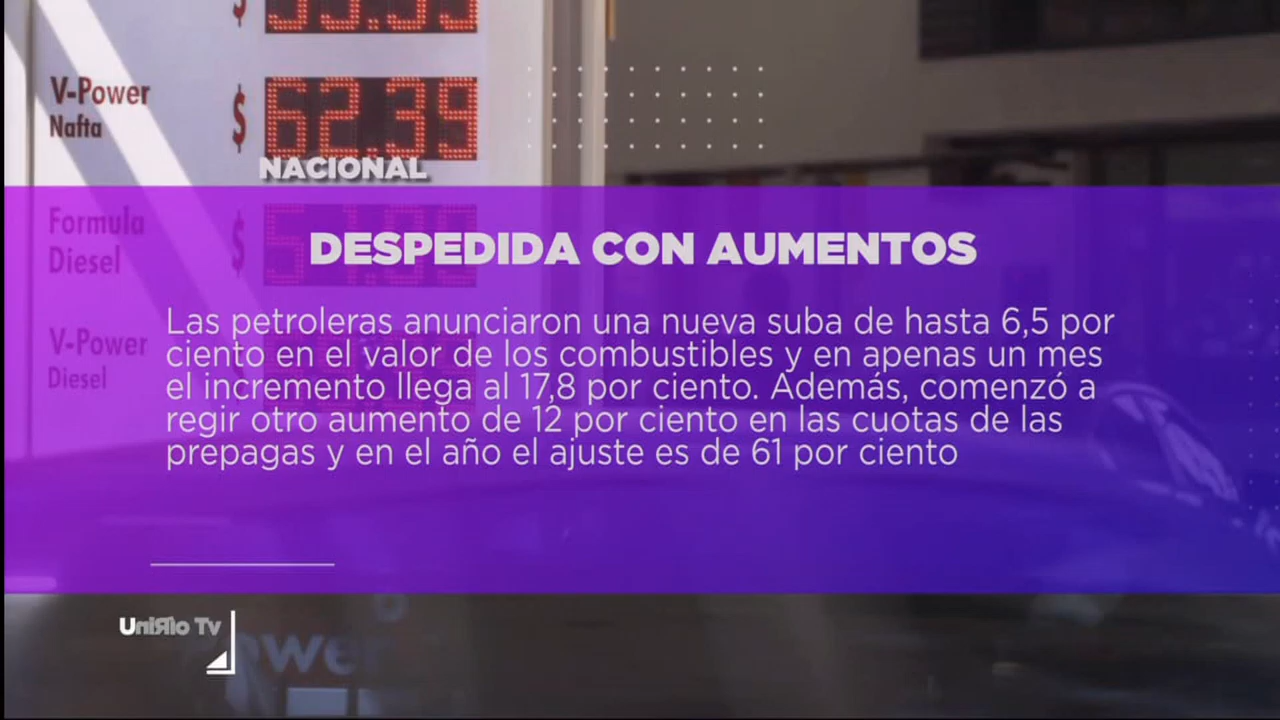 $
V-Power
Nafta
$ 62.39
NACIONAL
Formula
Diesel
$
V-Power
Diesel
DESPEDIDA CON AUMENTOS
Las petroleras anunciaron una nueva suba de hasta 6,5 por
ciento en el valor de los combustibles y en apenas un mes
el incremento llega al 17,8 por ciento. Además, comenzó a
regir otro aumento de 12 por ciento en las cuotas de las
prepagas y en el año el ajuste es de 61 por ciento
UniRío Tv
ower